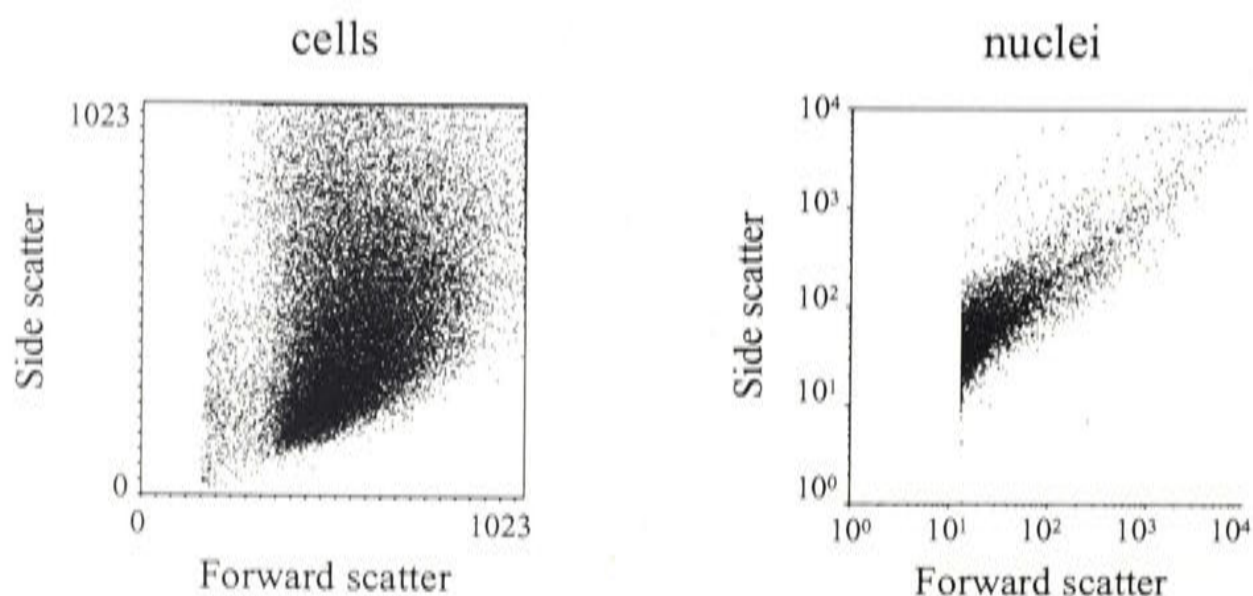 cells
1023
Side scatter
0
0
1023
Forward scatter
nuclei
10⁴
10³
Side scatter
10²
10¹
10⁰
10⁰
10¹
10²
10³
10⁴
Forward scatter